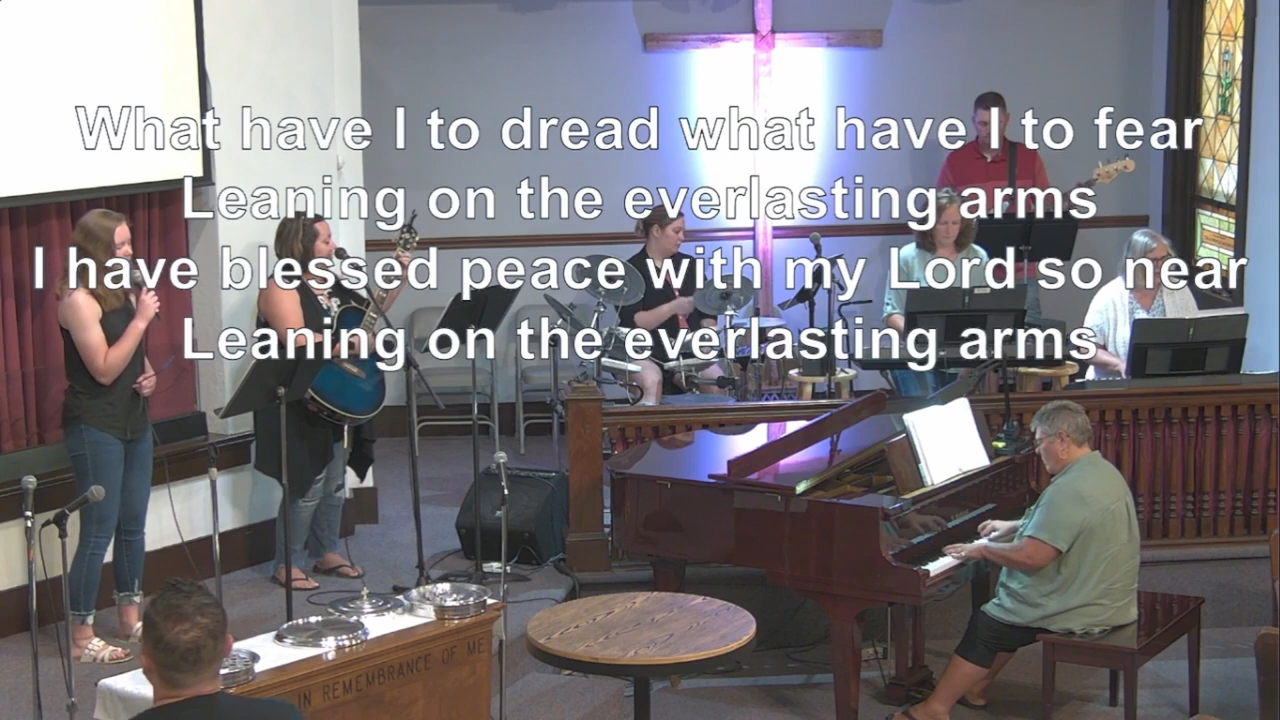 What have I to dread what have I to fear
Leaning on the everlasting arms
I have blessed peace with my Lord so near
Leaning on the everlasting arms
IN REMEMBRANCE OF ME